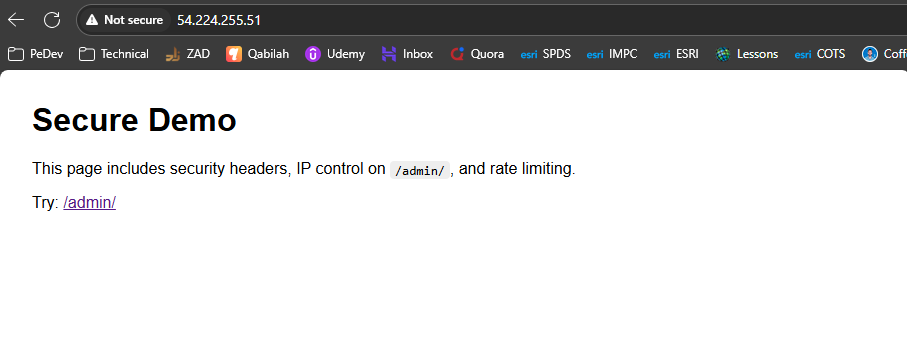 Not secure 54.224.255.51
PeDev Technical ZAD Qabilah Udemy Inbox Quora esri SPDS esri IMPC esri ESRI Lessons esri COTS Coff
Secure Demo
This page includes security headers, IP control on /admin/ , and rate limiting.
Try: /admin/